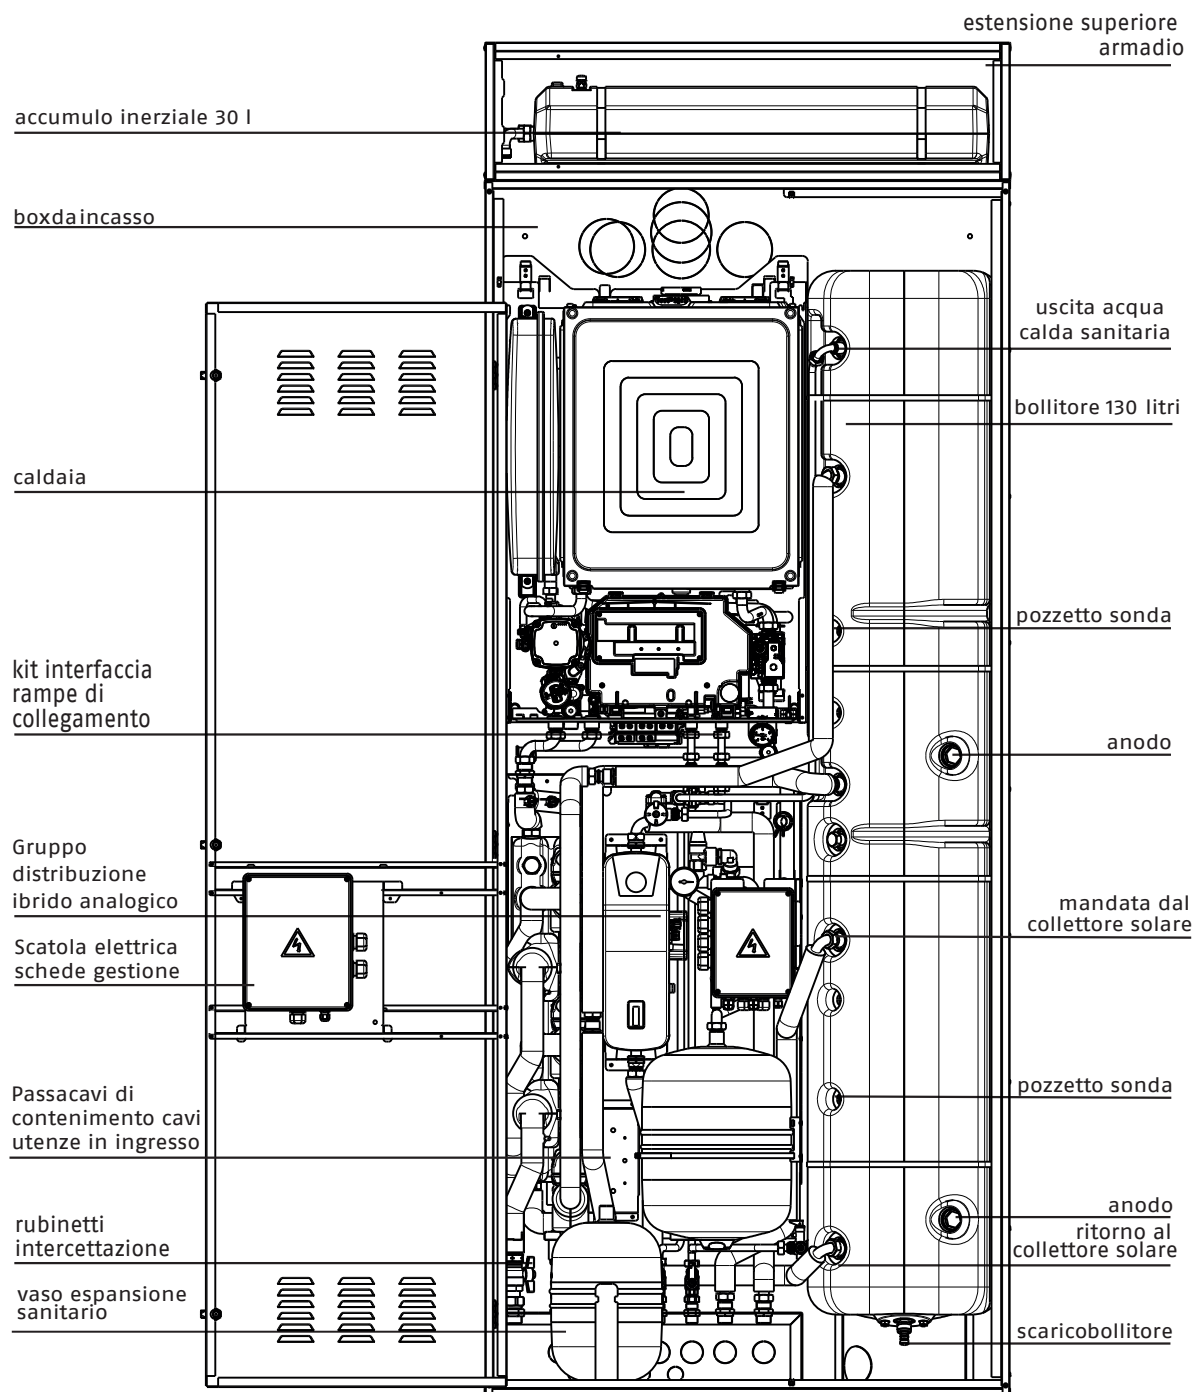 estensione superiore
armadio
accumulo inerziale 30 l
boxdaincasso
uscita acqua
calda sanitaria
bollitore 130 litri
caldaia
pozzetto sonda
kit interfaccia
rampe di
collegamento
anodo
Gruppo
distribuzione
ibrido analogico
mandata dal
collettore solare
Scatola elettrica
schede gestione
pozzetto sonda
Passacavi di
contenimento cavi
utenze in ingresso
anodo
ritorno al
collettore solare
rubinetti
intercettazione
vaso espansione
sanitario
scaricobollitore